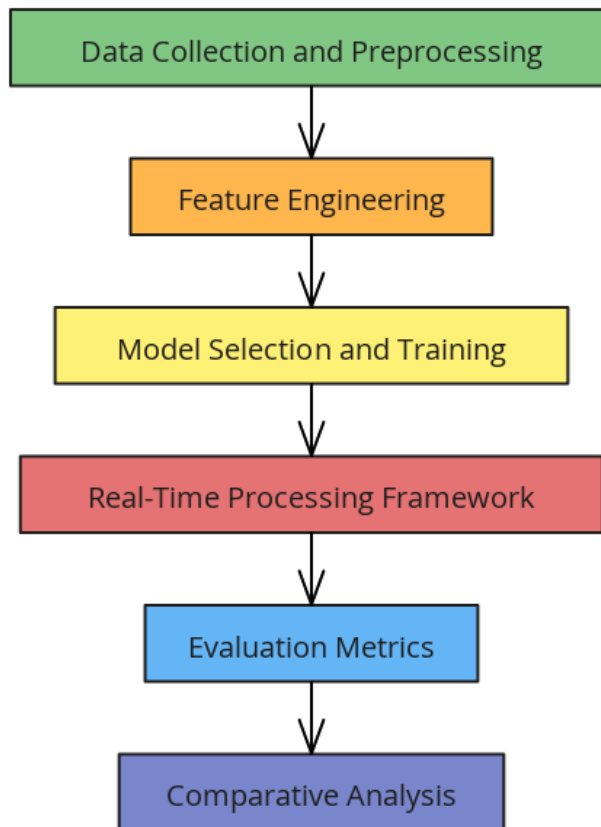 Data Collection and Preprocessing
Feature Engineering
Model Selection and Training
Real-Time Processing Framework
Evaluation Metrics
Comparative Analysis